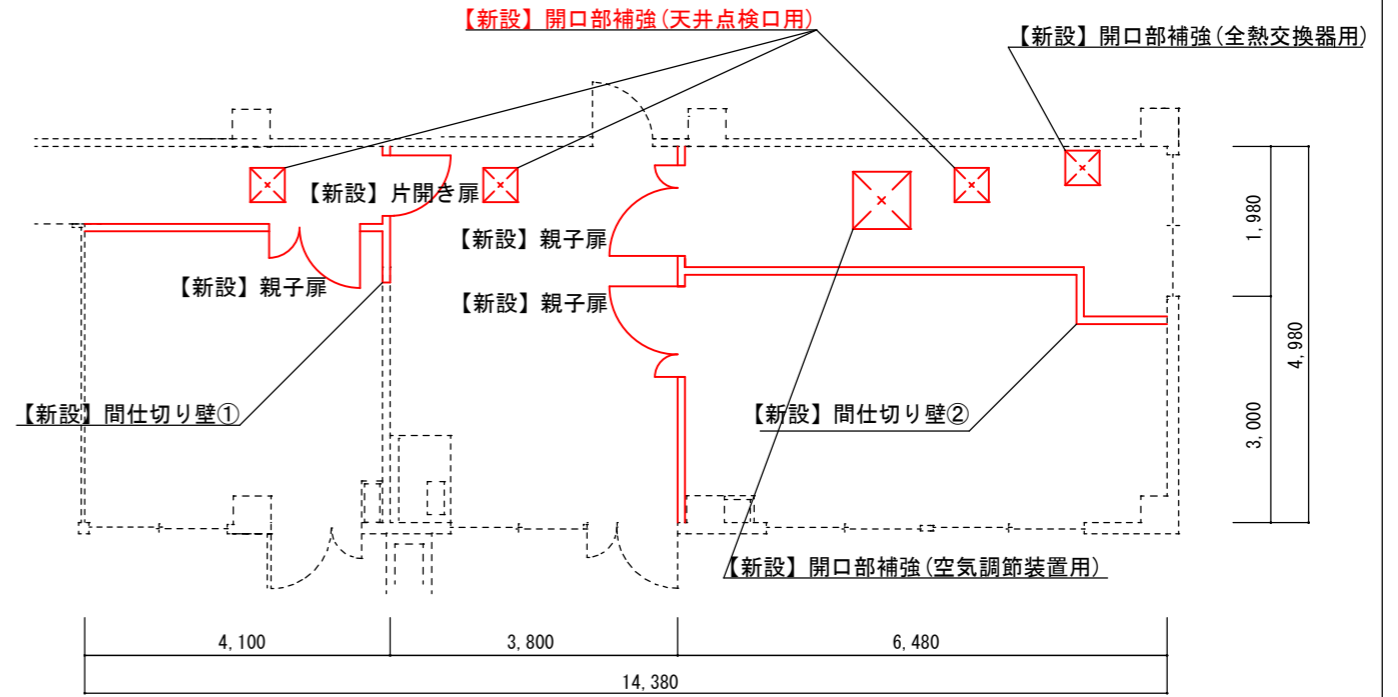 【新設】開口部補強(天井点検口用)
【新設】開口部補強(全熱交換器用)
【新設】片開き扉
【新設】親子扉
【新設】親子扉
【新設】親子扉
【新設】間仕切り壁①
【新設】間仕切り壁②
【新設】開口部補強(空気調節装置用)
1,980
4,980
3,000
4,100
3,800
6,480
14,380